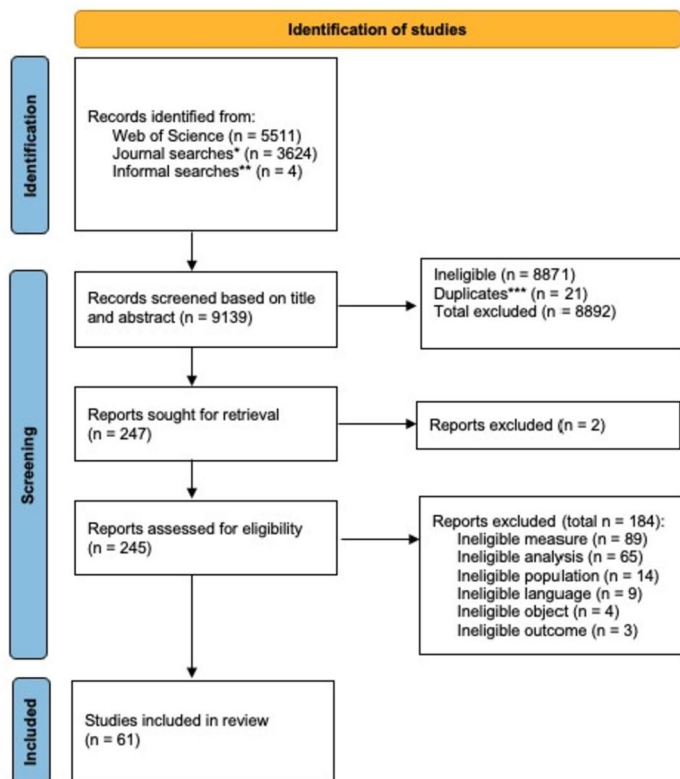 Identification of studies
Identification
Records identified from:
Web of Science (n = 5511)
Journal searches* (n = 3624)
Informal searches** (n = 4)
Screening
Records screened based on title
and abstract (n = 9139)
Ineligible (n = 8871)
Duplicates*** (n = 21)
Total excluded (n = 8892)
Reports sought for retrieval
(n = 247)
Reports excluded (n = 2)
Reports assessed for eligibility
(n = 245)
Reports excluded (total n = 184):
Ineligible measure (n = 89)
Ineligible analysis (n = 65)
Ineligible population (n = 14)
Ineligible language (n = 9)
Ineligible object (n = 4)
Ineligible outcome (n = 3)
Included
Studies included in review
(n = 61)